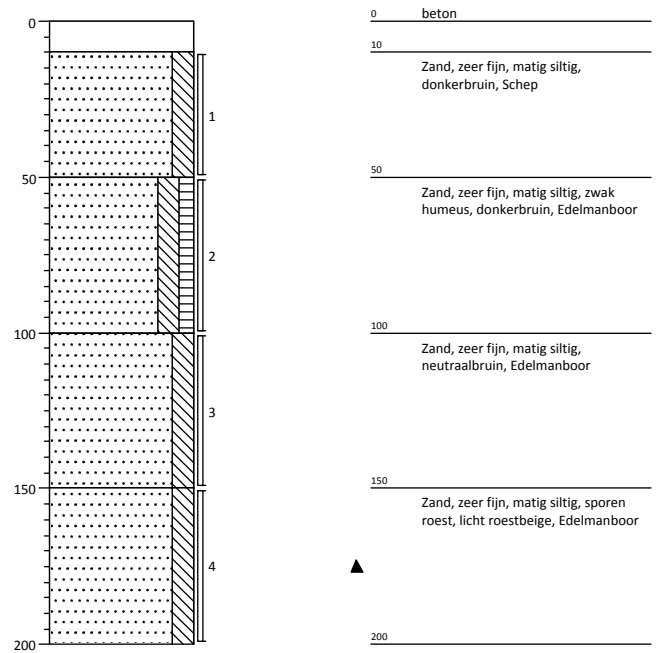 0
50
100
150
200
1
2
3
4
0 beton
10
Zand, zeer fijn, matig siltig,
donkerbruin, Schep
50
Zand, zeer fijn, matig siltig, zwak
humeus, donkerbruin, Edelmanboor
100
Zand, zeer fijn, matig siltig,
neutraalbruin, Edelmanboor
150
Zand, zeer fijn, matig siltig, sporen
roest, licht roestbeige, Edelmanboor
200